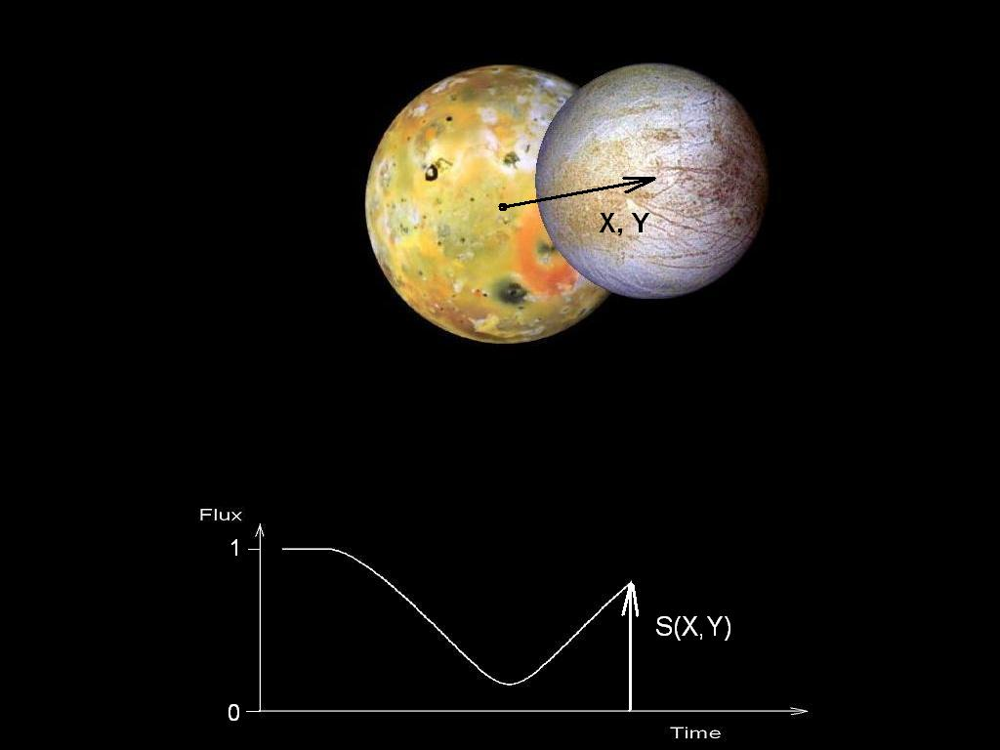 X, Y
Flux
1
S(X,Y)
0
Time